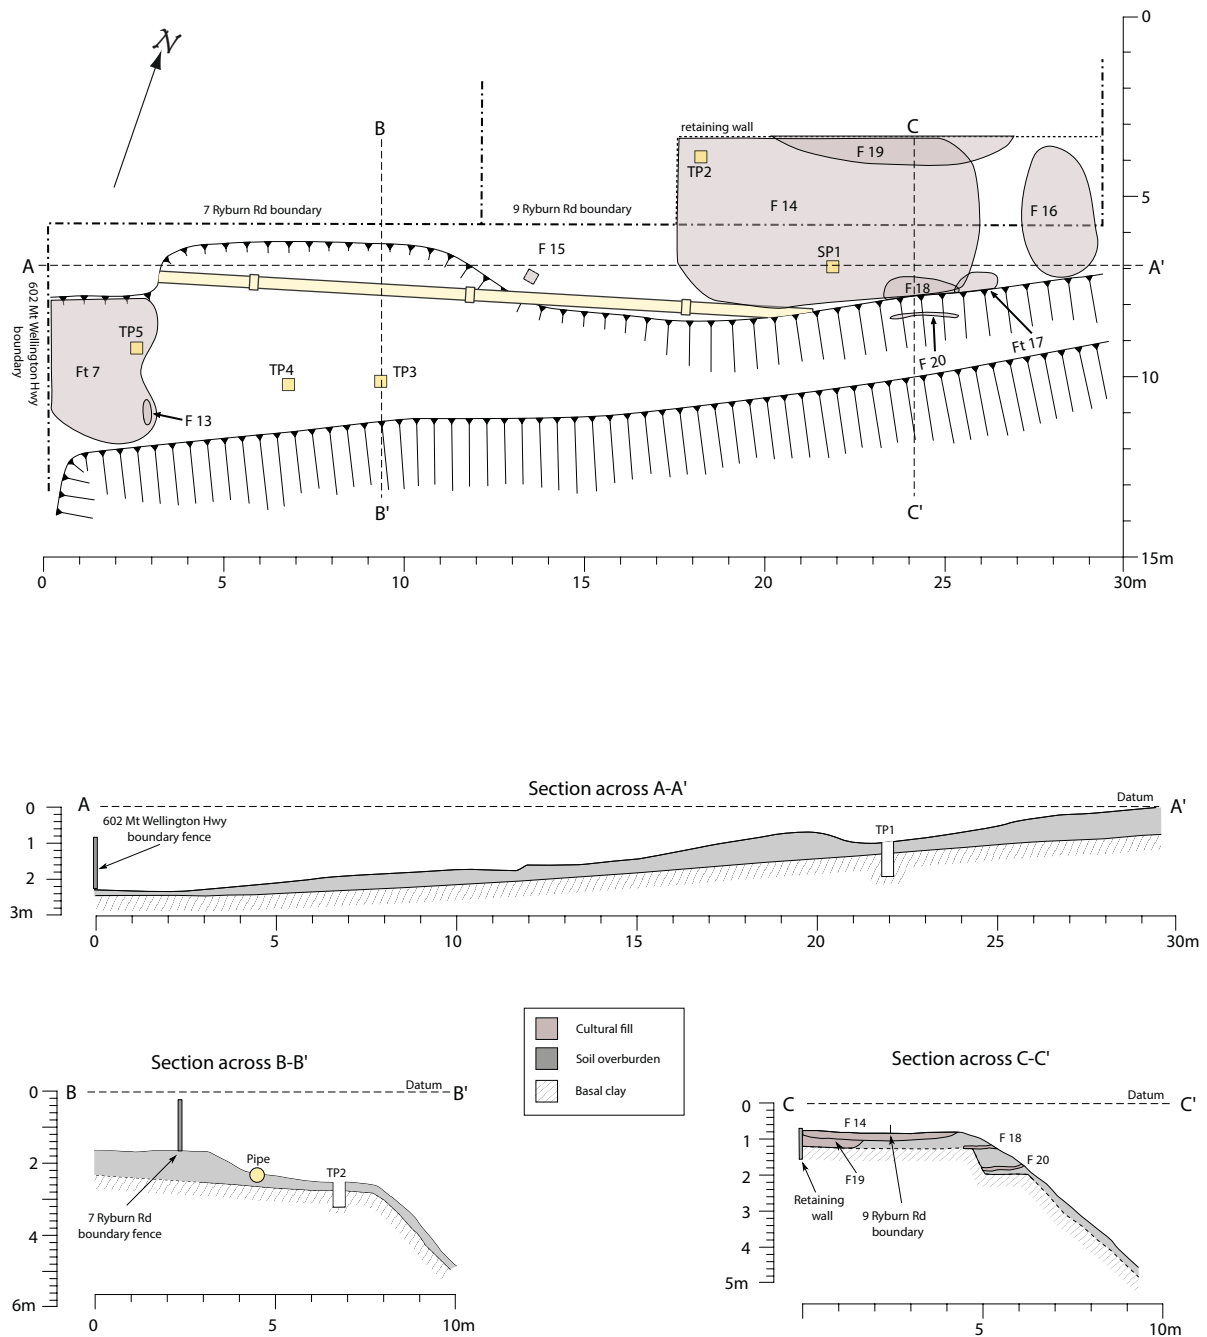 N
0
5
10
15m
B
C
retaining wall
F 19
TP2
7 Ryburn Rd boundary
9 Ryburn Rd boundary
F 14
F 16
F 15
SP1
A
A'
602 Mt Wellington Hwy
boundary
F 18
TP5
Ft 7
TP4
TP3
F 20
Ft 17
F 13
B'
C'
0
5
10
15
20
25
30m
Section across A-A'
Datum
A
A'
602 Mt Wellington Hwy
boundary fence
TP1
0
1
2
3m
0
5
10
15
20
25
30m
Cultural fill
Soil overburden
Basal clay
Section across B-B'
Datum
B
B'
0
2
4
6m
Pipe
TP2
7 Ryburn Rd
boundary fence
0
5
10m
Section across C-C'
Datum
C
C'
0
1
2
3
4
5m
F 14
F 18
F 20
F19
Retaining
wall
9 Ryburn Rd
boundary
5
10m